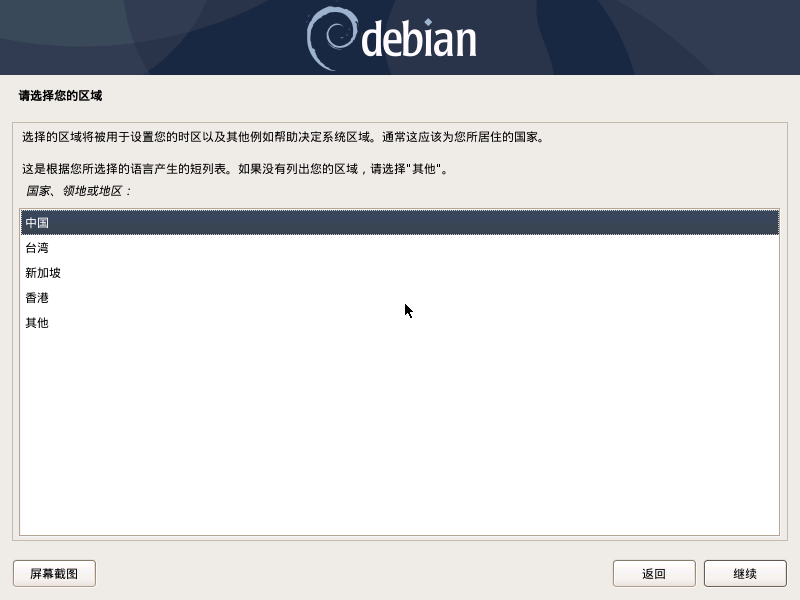 debian
请选择您的区域
选择的区域将被用于设置您的时区以及其他例如帮助决定系统区域。通常这应该为您所居住的国家。
这是根据您所选择的语言产生的短列表。如果没有列出您的区域，请选择"其他"。
国家、领地或地区：
中国
台湾
新加坡
香港
其他
屏幕截图
返回
继续